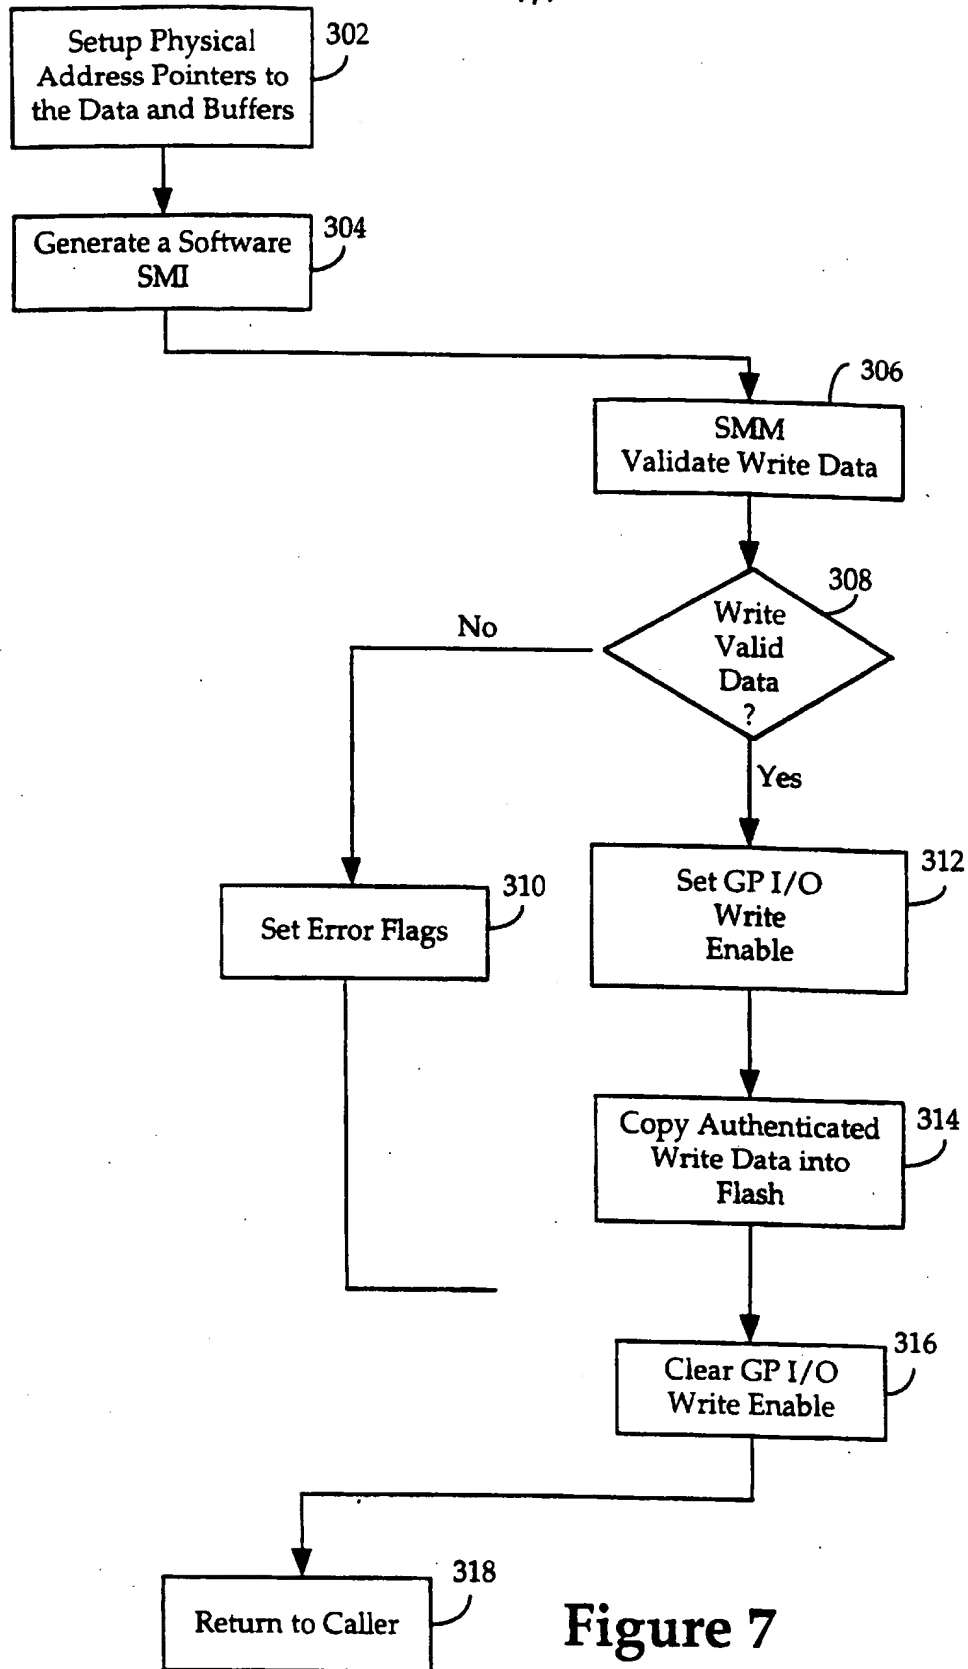 Setup Physical
Address Pointers to
the Data and Buffers
302
Generate a Software
SMI
304
306
SMM
Validate Write Data
308
Write
Valid
Data
?
No
Yes
310
Set Error Flags
312
Set GP I/O
Write
Enable
314
Copy Authenticated
Write Data into
Flash
316
Clear GP I/O
Write Enable
318
Return to Caller
Figure 7